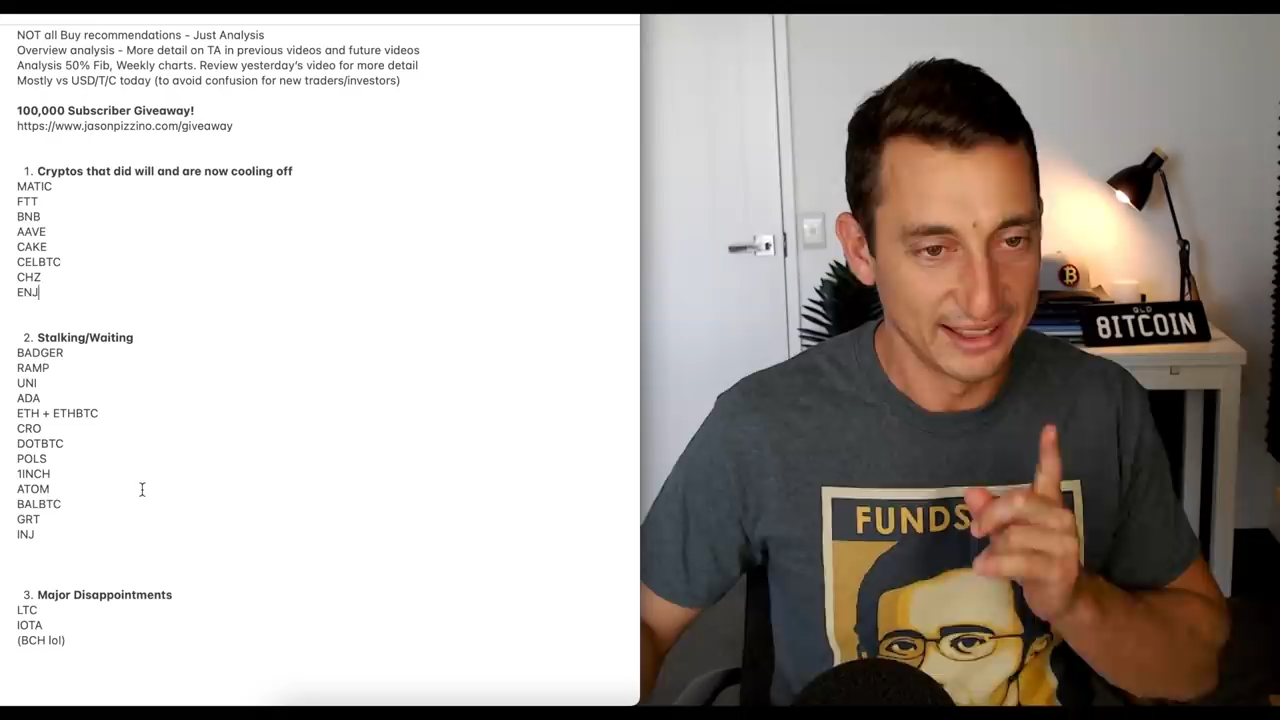 NOT all Buy recommendations - Just Analysis
Overview analysis - More detail on TA in previous videos and future videos
Analysis 50% Fib, Weekly charts. Review yesterday's video for more detail
Mostly vs USD/T/C today (to avoid confusion for new traders/investors)
100,000 Subscriber Giveaway!
https://www.jasonpizzino.com/giveaway
1. Cryptos that did will and are now cooling off
MATIC
FTT
BNB
AAVE
CAKE
CELBTC
CHZ
ENJ
2. Stalking/Waiting
BADGER
RAMP
UNI
ADA
ETH + ETHBTC
CRO
DOTBTC
POLS
1INCH
ATOM
BALBTC
GRT
INJ
3. Major Disappointments
LTC
IOTA
(BCH lol)
QLD
8ITCOIN
FUNDS